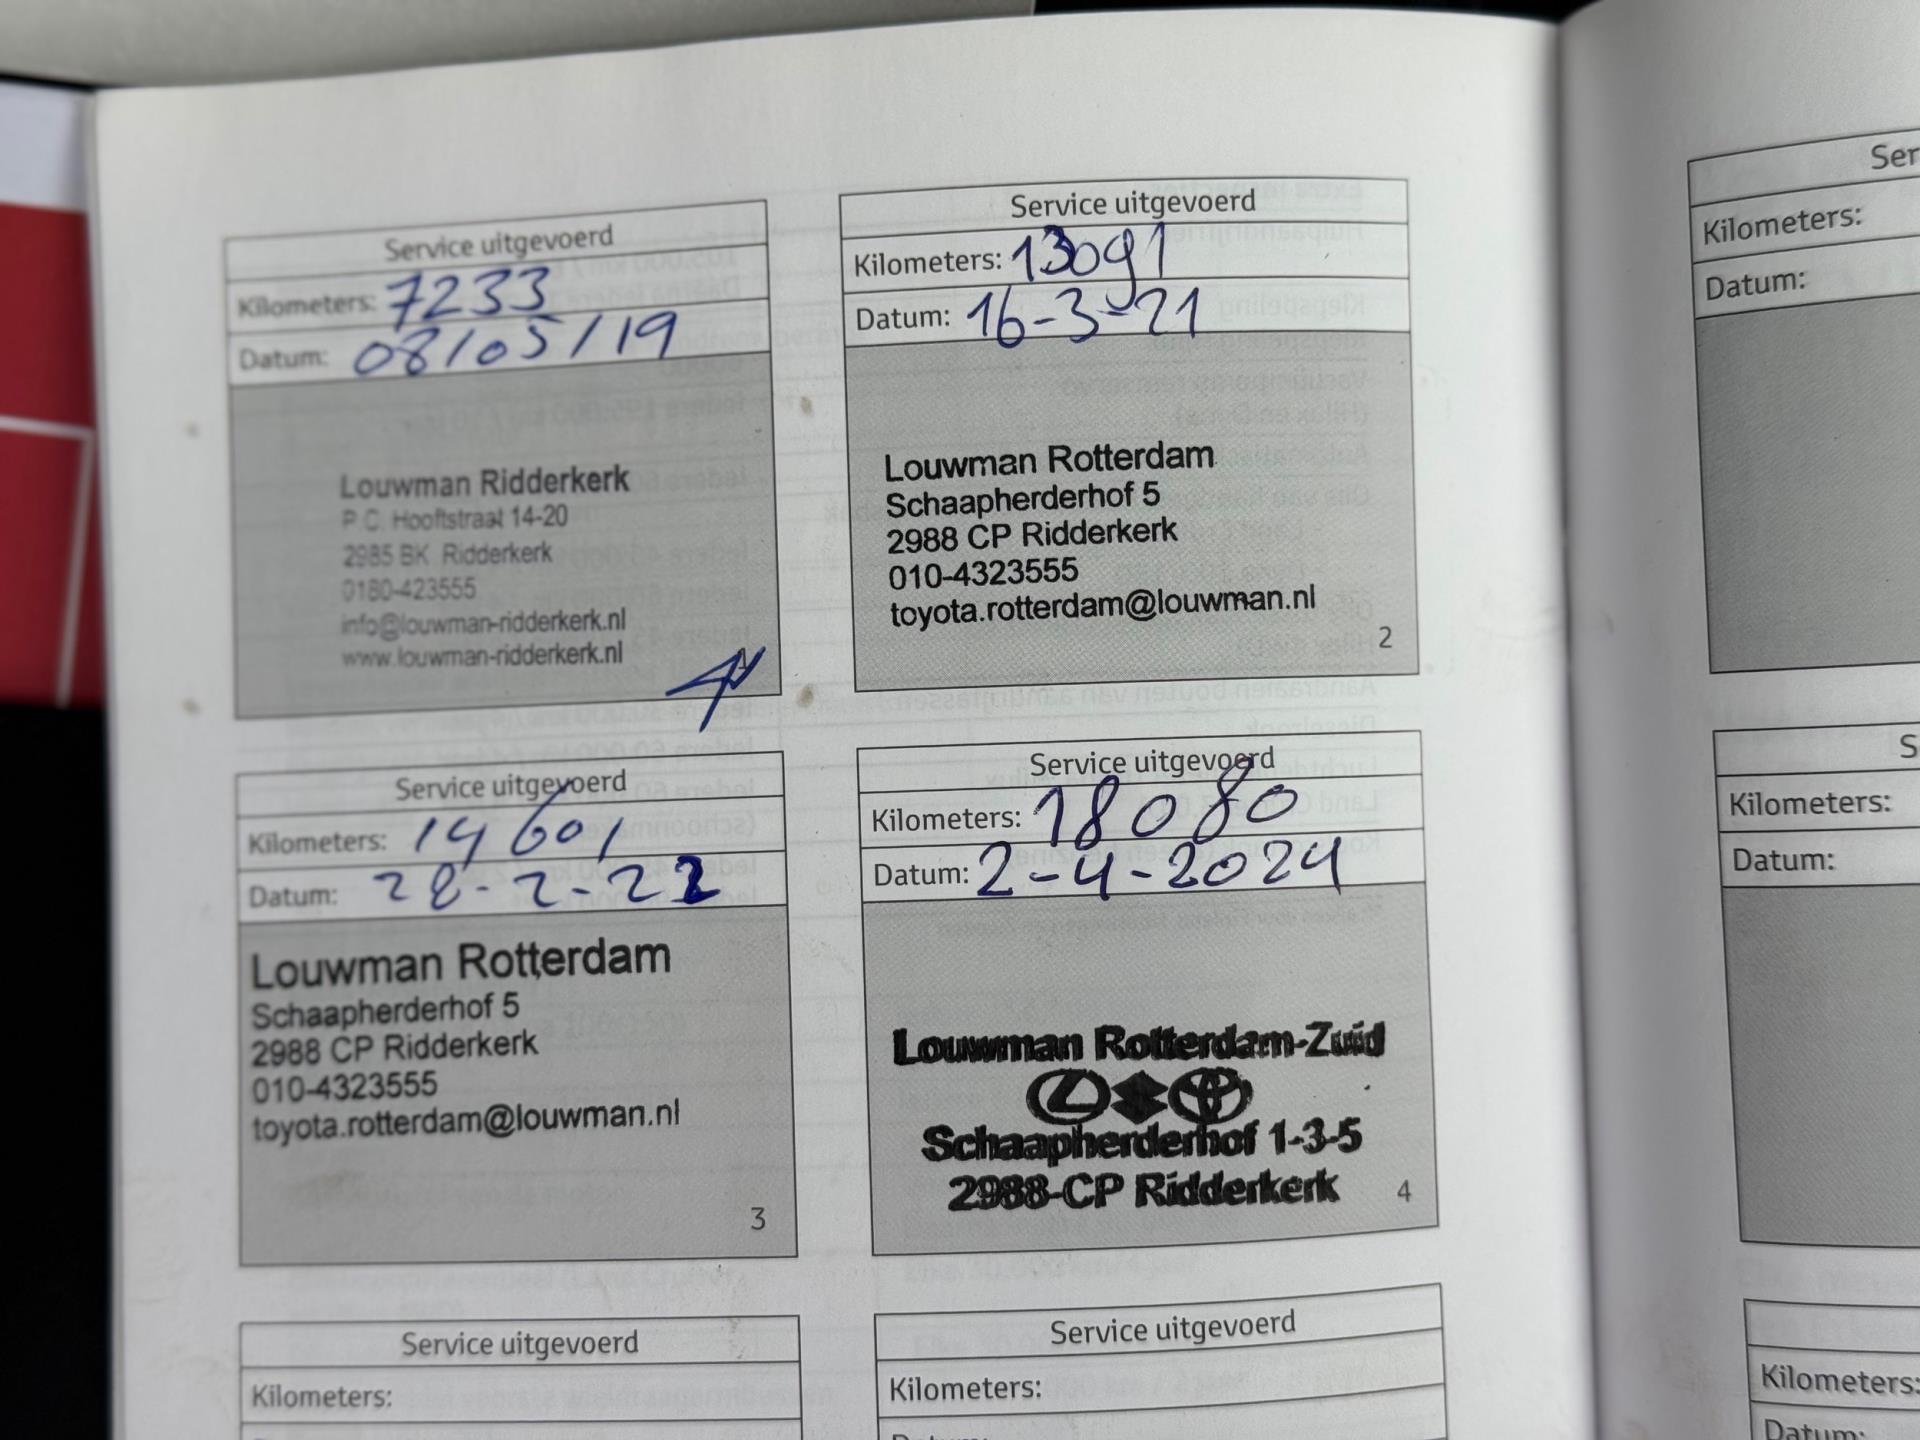 Service uitgevoerd
Kilometers: 7233
Datum: 08/05/19
Louwman Ridderkerk
P.C. Hooftstraat 14-20
2985 BK Ridderkerk
0180-423555
info@louwman-ridderkerk.nl
www.louwman-ridderkerk.nl
1
Service uitgevoerd
Kilometers: 13091
Datum: 16-3-21
Louwman Rotterdam
Schaapherderhof 5
2988 CP Ridderkerk
010-4323555
toyota.rotterdam@louwman.nl
2
Service uitgevoerd
Kilometers: 14601
Datum: 28-2-22
Louwman Rotterdam
Schaapherderhof 5
2988 CP Ridderkerk
010-4323555
toyota.rotterdam@louwman.nl
3
Service uitgevoerd
Kilometers: 18080
Datum: 2-4-2024
Louwman Rotterdam-Zuid
Schaapherderhof 1-3-5
2988-CP Ridderkerk
4
Service uitgevoerd
Kilometers:
Service uitgevoerd
Kilometers:
Datum:
Ser
Kilometers:
Datum:
S
Kilometers:
Datum:
Kilometers:
Datum: